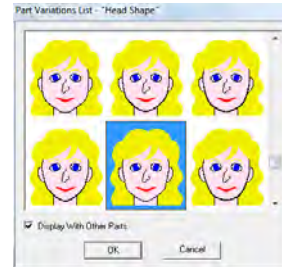 Part Variations List - "Head Shape"
Display With Other Parts
OK
Cancel